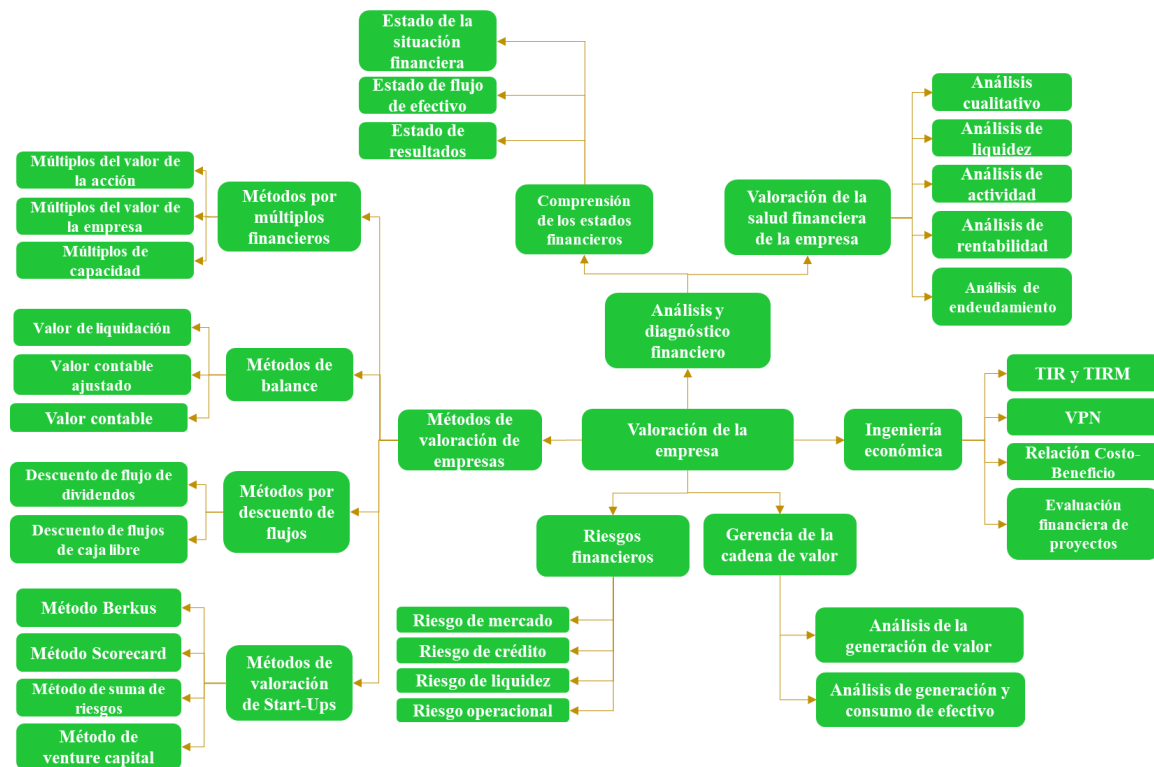 Estado de la
situación
financiera
Estado de flujo
de efectivo
Estado de
resultados
Análisis
cualitativo
Análisis de
liquidez
Análisis de
actividad
Análisis de
rentabilidad
Análisis de
endeudamiento
Múltiplos del valor de
la acción
Múltiplos del valor de
la empresa
Múltiplos de
capacidad
Métodos por
múltiplos
financieros
Comprensión
de los estados
financieros
Valoración de la
salud financiera
de la empresa
Análisis y
diagnóstico
financiero
Valor de liquidación
Valor contable
ajustado
Valor contable
Métodos de
balance
Métodos de
valoración de
empresas
Valoración de la
empresa
Ingeniería
económica
TIR y TIRM
VPN
Relación Costo-
Beneficio
Evaluación
financiera de
proyectos
Descuento de flujo de
dividendos
Descuento de flujos
de caja libre
Métodos por
descuento de
flujos
Riesgos
financieros
Gerencia de la
cadena de valor
Método Berkus
Método Scorecard
Método de suma de
riesgos
Método de
venture capital
Métodos de
valoración
de Start-Ups
Riesgo de mercado
Riesgo de crédito
Riesgo de liquidez
Riesgo operacional
Análisis de la
generación de valor
Análisis de generación y
consumo de efectivo